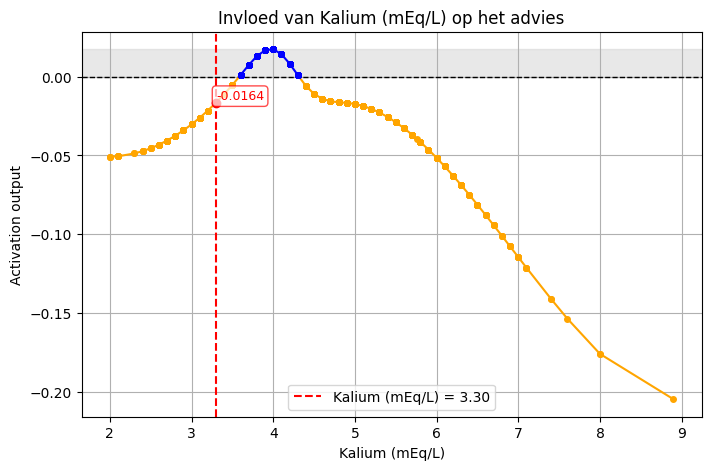 Invloed van Kalium (mEq/L) op het advies
Activation output
0.00
−0.05
−0.10
−0.15
−0.20
-0.0164
Kalium (mEq/L) = 3.30
2 3 4 5 6 7 8 9
Kalium (mEq/L)